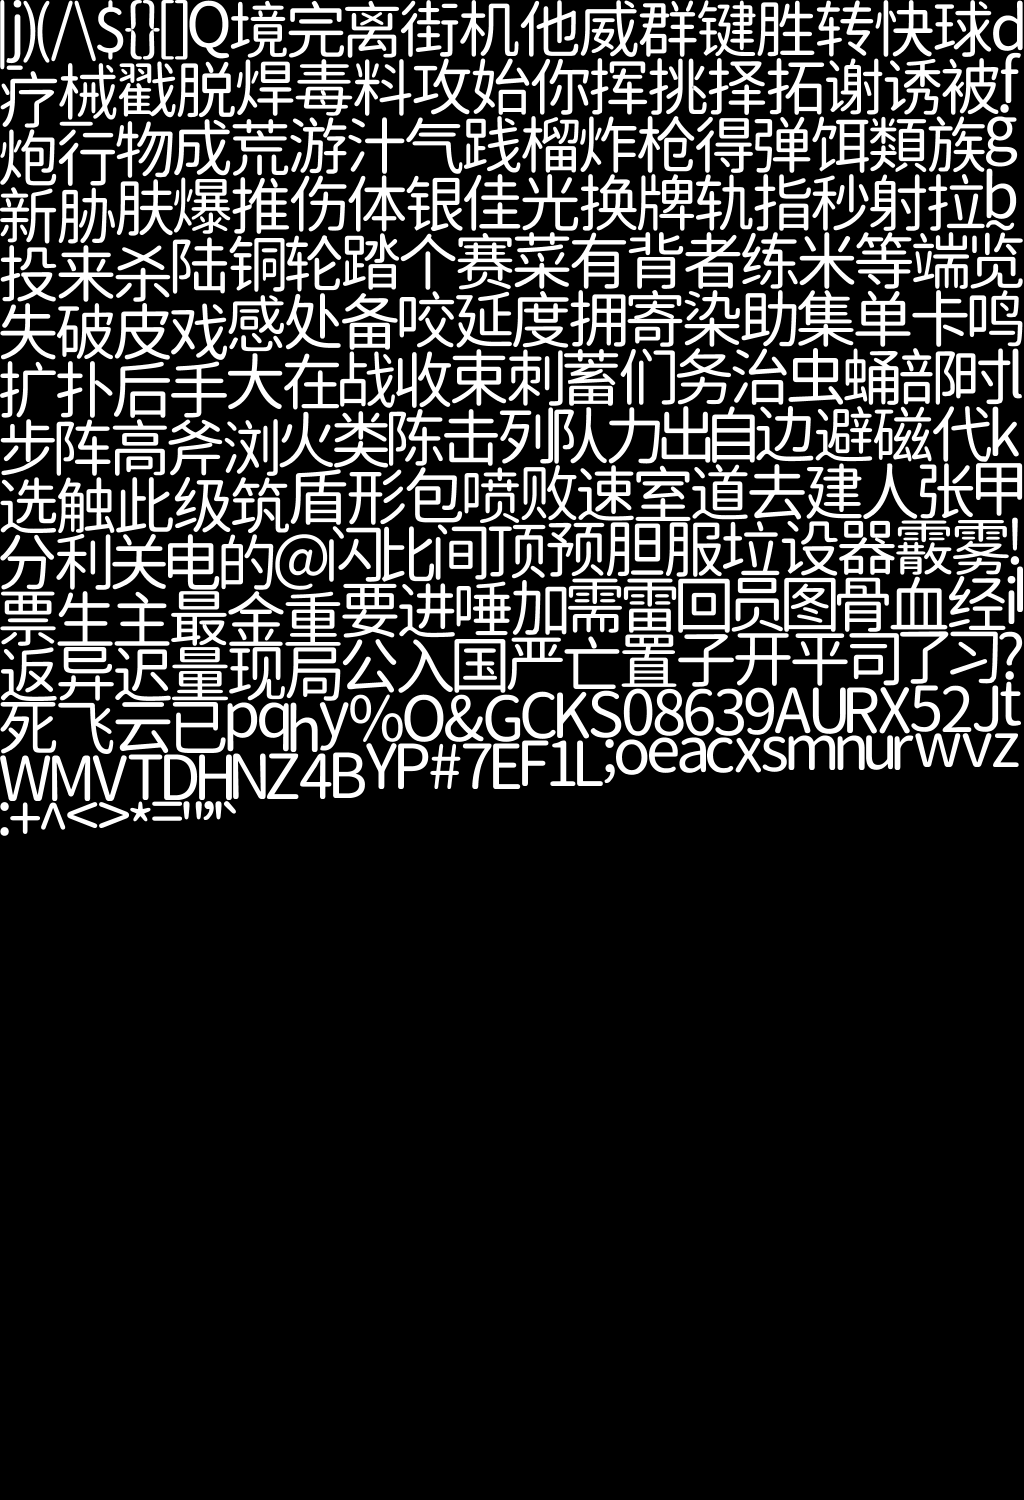 |j)(/\${}[]Q境完离街机他威群键胜转快球d
疗械戳脱焊毒料攻始你挥挑择拓谢诱被f
炮行物成荒游汁气践榴炸枪得弹饵類族g
新胁肤爆推伤体银佳光换牌轨指秒射拉b
投来杀陆铜轮踏个赛菜有背者练米等端览~
失破皮戏感处备咬延度拥寄染助集单卡鸣
扩扑后手大在战收束刺蓄们务治虫蛹部时l
步阵高斧浏火类陈击列队力出自边避磁代k
选触此级筑盾形包喷败速室道去建人张甲
分利关电的@闪比间顶预胆服垃设器霰雾!
票生主最金重要进唾加需雷回员图骨血经i
返异迟量现局公入国严亡置子开平司了习?
死飞云已pqhy%O&GCKS08639AURX52Jt
WMVTDHNZ4BYP#7EF1L;oeacxsmnurwvz
:+^<>*="'`